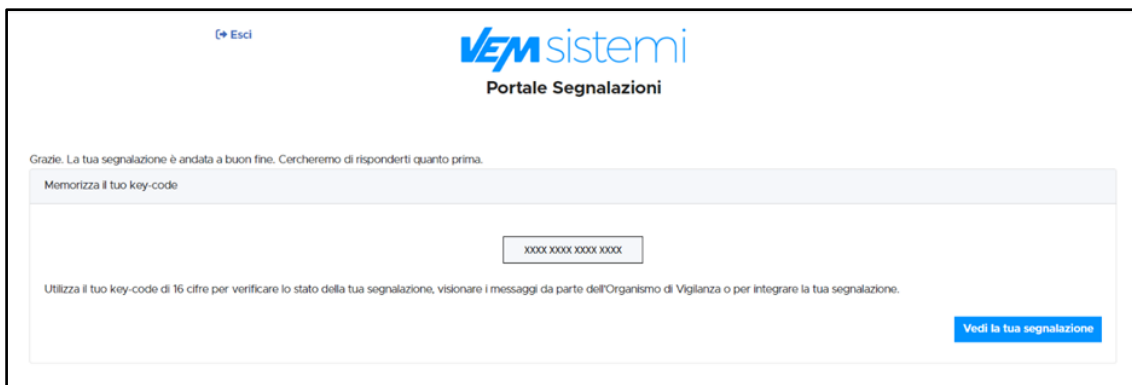 Esci
VEM sistemi
Portale Segnalazioni
Grazie. La tua segnalazione è andata a buon fine. Cercheremo di risponderti quanto prima.
Memorizza il tuo key-code
XXXX XXXX XXXX XXXX
Utilizza il tuo key-code di 16 cifre per verificare lo stato della tua segnalazione, visionare i messaggi da parte dell'Organismo di Vigilanza o per integrare la tua segnalazione.
Vedi la tua segnalazione